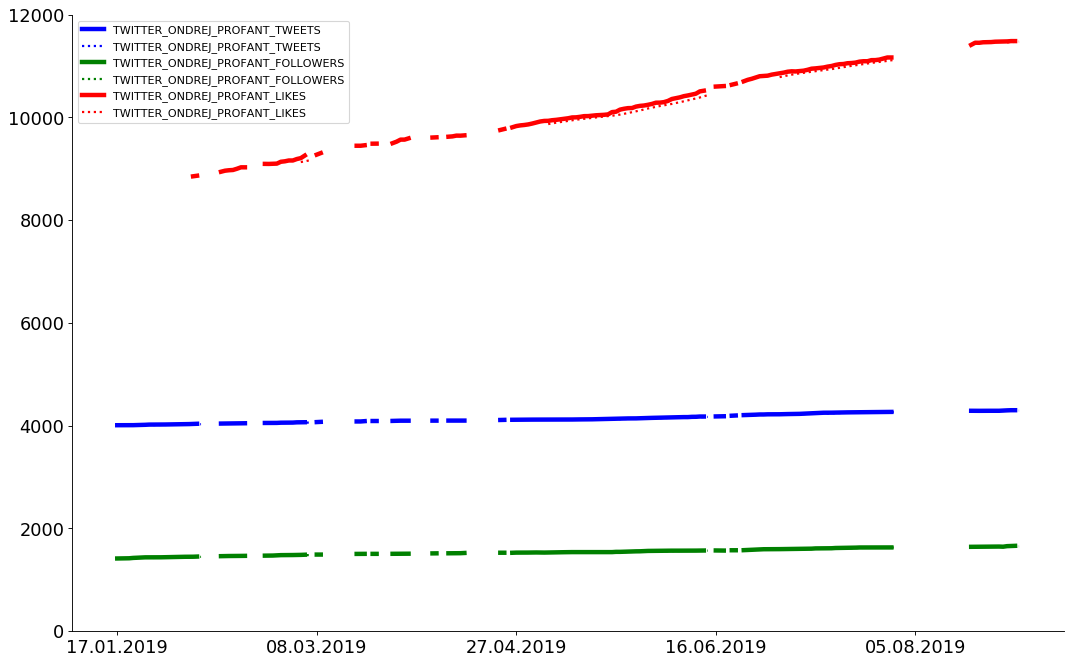 12000
10000
8000
6000
4000
2000
0
TWITTER_ONDREJ_PROFANT_TWEETS
TWITTER_ONDREJ_PROFANT_TWEETS
TWITTER_ONDREJ_PROFANT_FOLLOWERS
TWITTER_ONDREJ_PROFANT_FOLLOWERS
TWITTER_ONDREJ_PROFANT_LIKES
TWITTER_ONDREJ_PROFANT_LIKES
17.01.2019 08.03.2019 27.04.2019 16.06.2019 05.08.2019